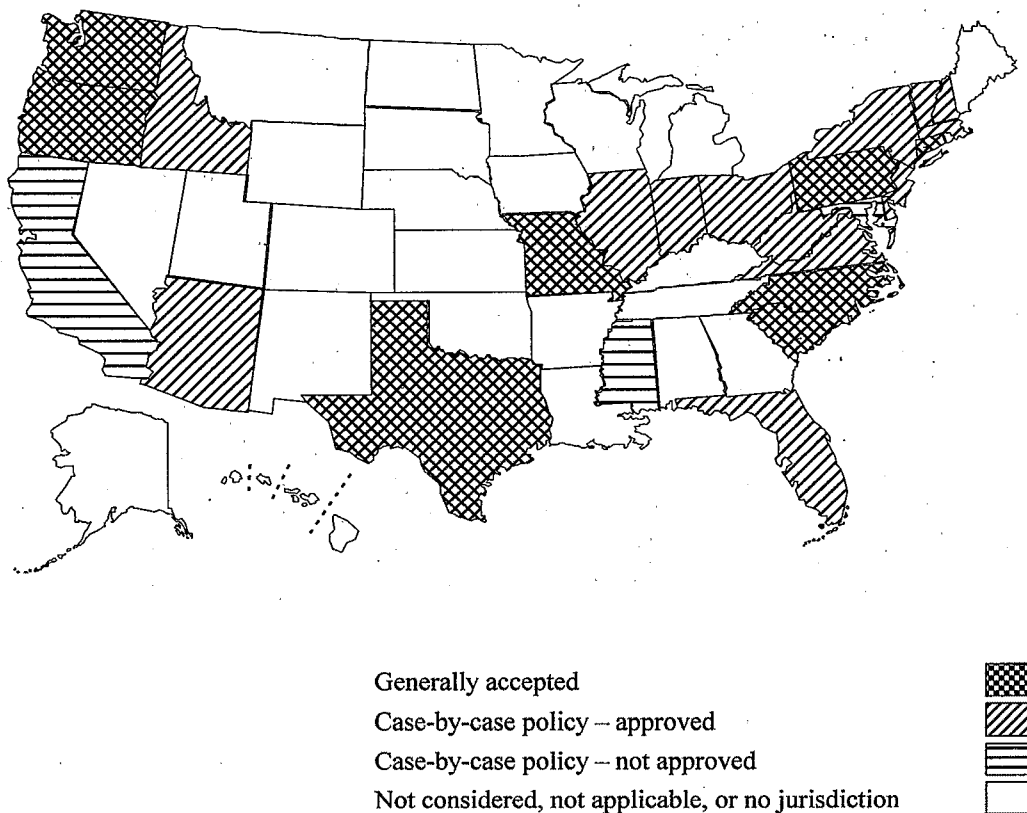 Generally accepted
Case-by-case policy – approved
Case-by-case policy – not approved
Not considered, not applicable, or no jurisdiction